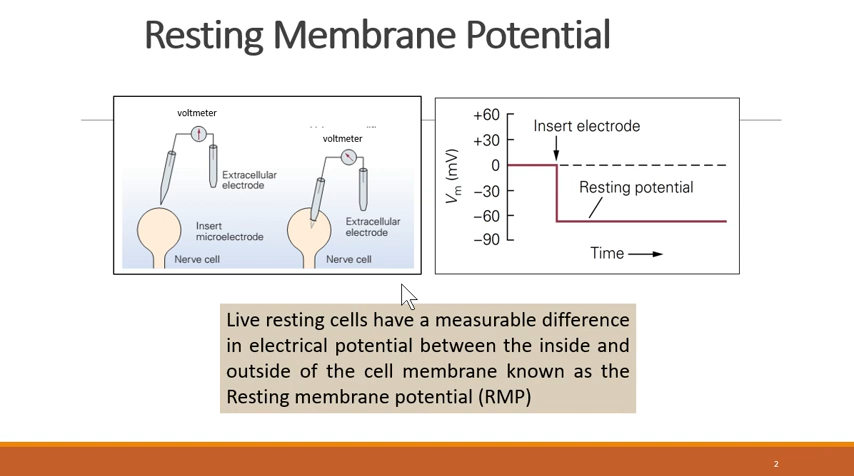 Resting Membrane Potential
voltmeter
voltmeter
Extracellular
electrode
Extracellular
electrode
Insert
microelectrode
Nerve cell
Nerve cell
+60
+30
0
−30
−60
−90
Vm (mV)
Insert electrode
Resting potential
Time
Live resting cells have a measurable difference
in electrical potential between the inside and
outside of the cell membrane known as the
Resting membrane potential (RMP)
2